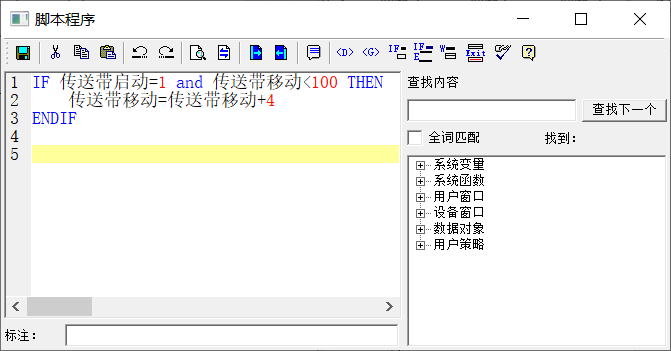 脚本程序
<D> <G> IF IF E W Exit
1 IF 传送带启动=1 and 传送带移动<100 THEN
2 传送带移动=传送带移动+4
3 ENDIF
4
5
标注:
查找内容
查找下一个
全词匹配 找到:
系统变量
系统函数
用户窗口
设备窗口
数据对象
用户策略